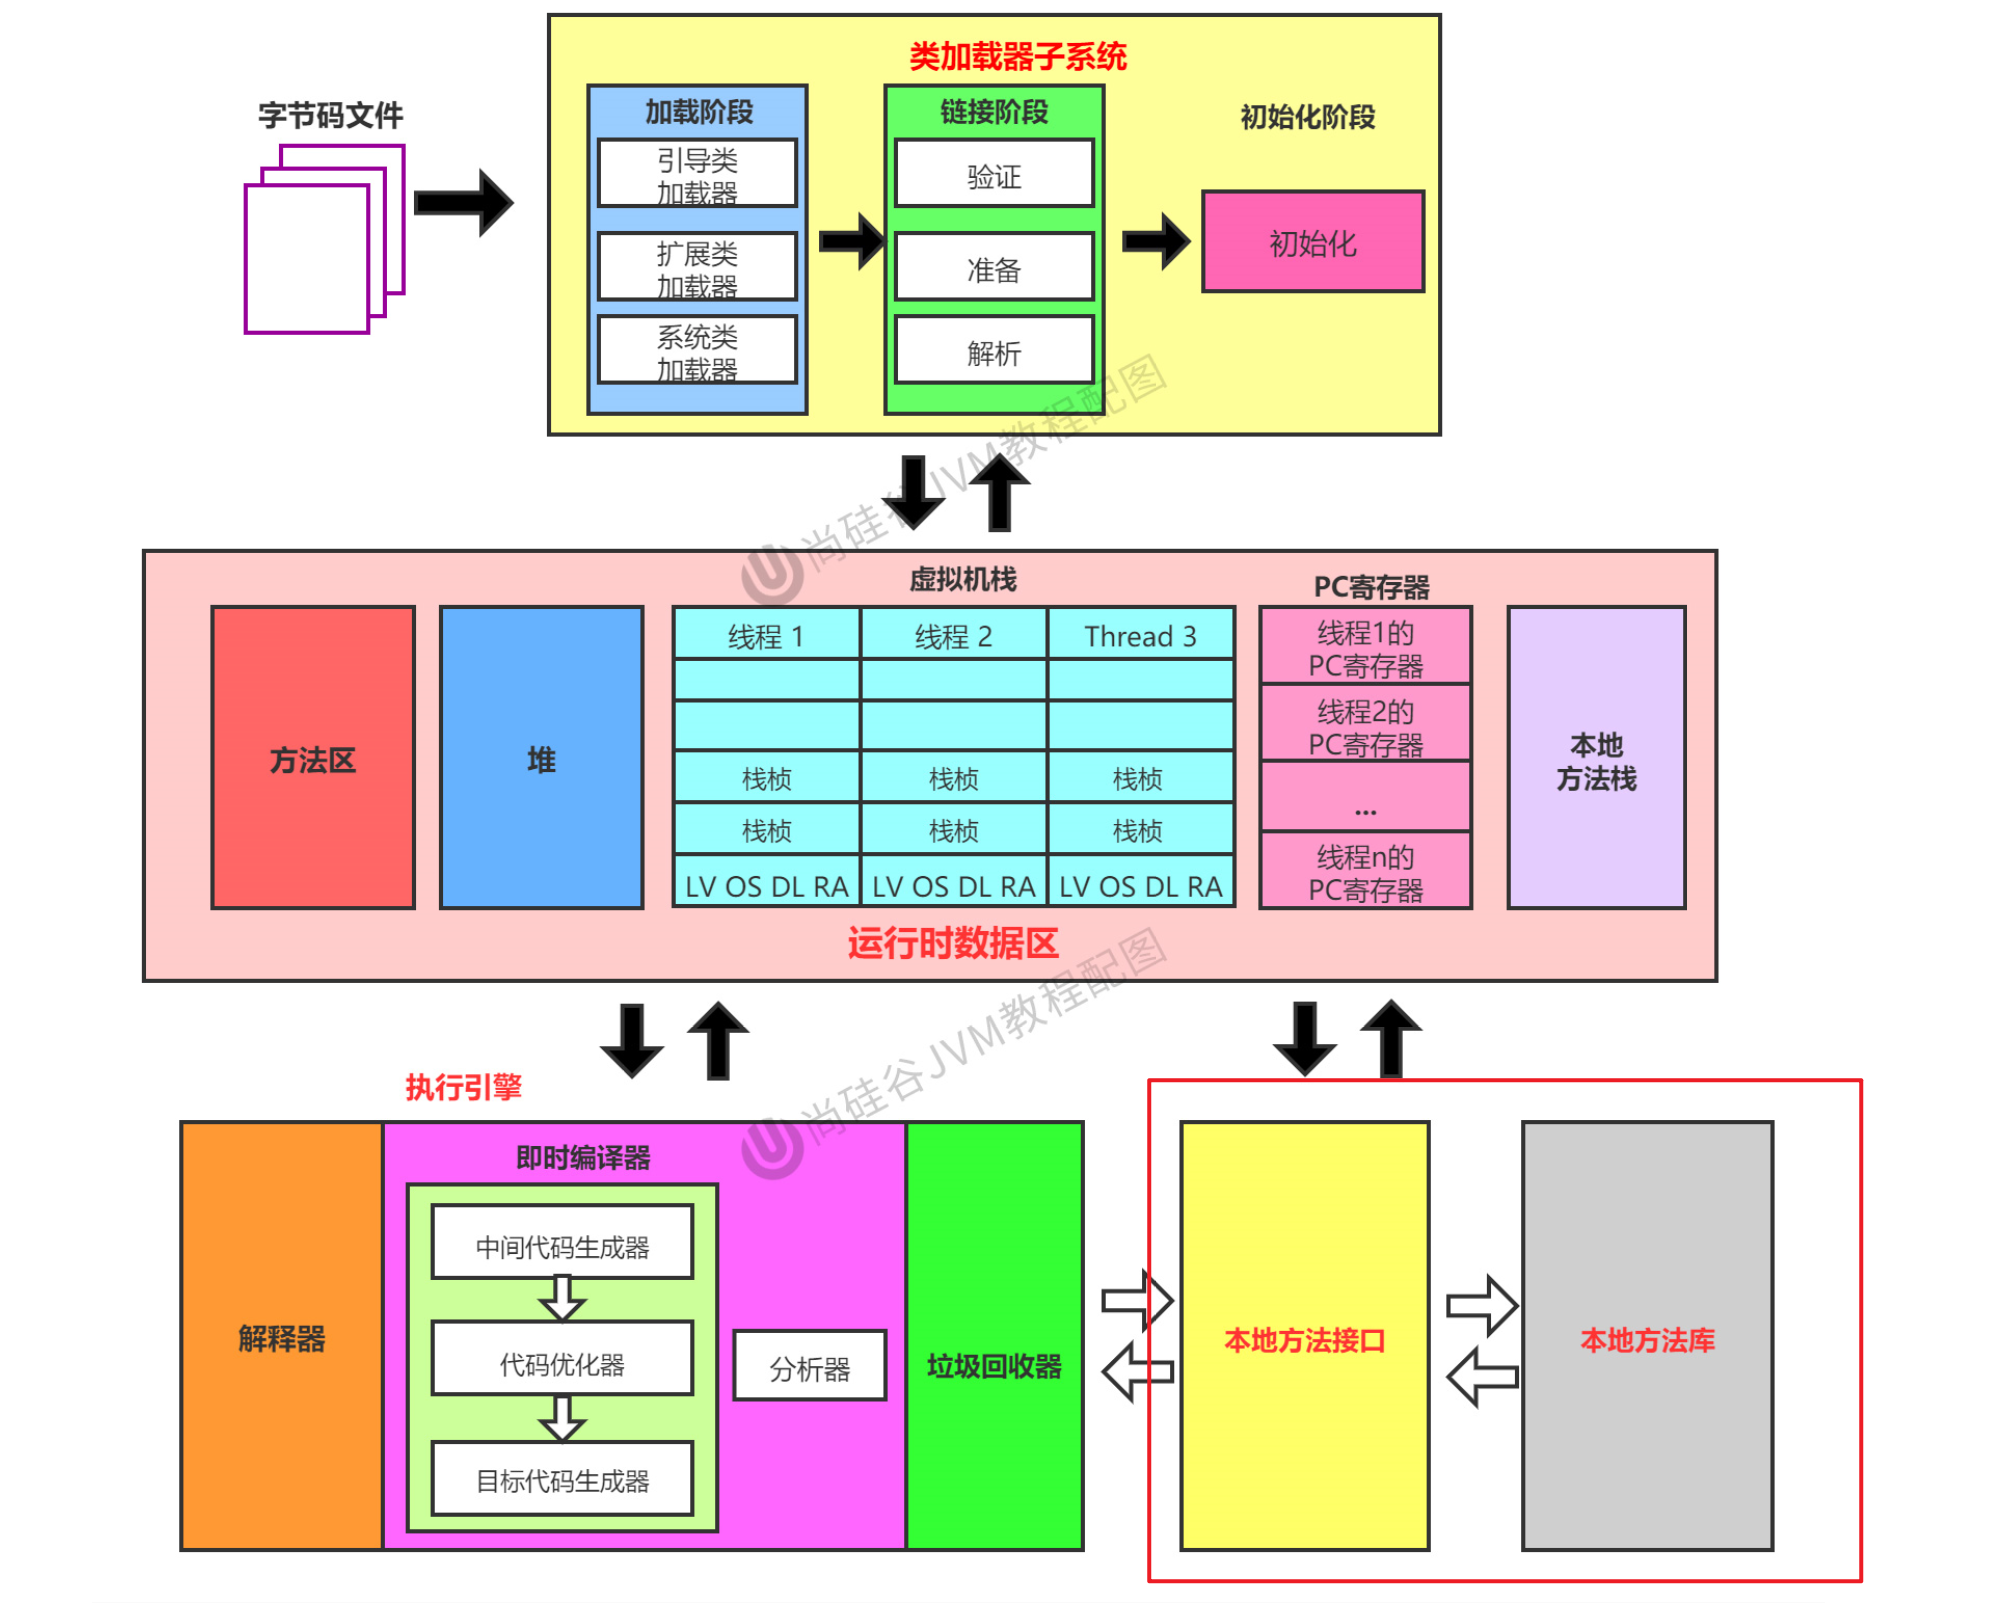 类加载器子系统
字节码文件
加载阶段
引导类
加载器
扩展类
加载器
系统类
加载器
链接阶段
验证
准备
解析
初始化阶段
初始化
尚硅谷JVM教程配图
方法区
堆
虚拟机栈
线程 1
线程 2
Thread 3
栈桢
栈桢
栈桢
栈桢
栈桢
栈桢
LV OS DL RA
LV OS DL RA
LV OS DL RA
PC寄存器
线程1的
PC寄存器
线程2的
PC寄存器
...
线程n的
PC寄存器
本地
方法栈
运行时数据区
尚硅谷JVM教程配图
执行引擎
解释器
即时编译器
中间代码生成器
代码优化器
目标代码生成器
分析器
垃圾回收器
本地方法接口
本地方法库